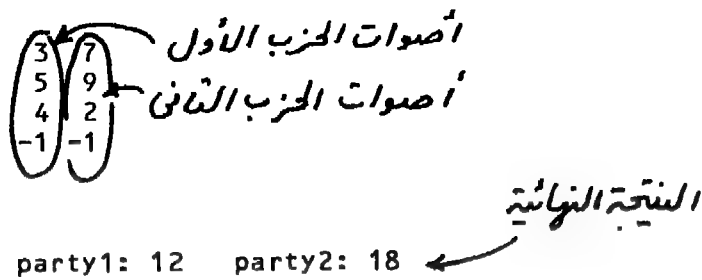 أصوات الحزب الأول
3 7
5 9
أصوات الحزب الثانى
4 2
-1 -1
النتيجة النهائية
party1: 12 party2: 18